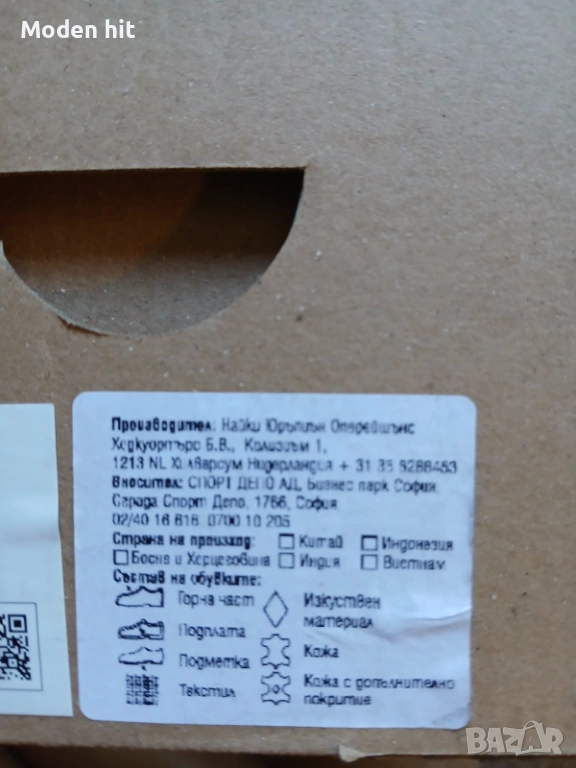 Moden hit
Производител: Найки Юръпиън Оперейшънс
Хедкуортърс Б.В., Колизиум 1,
1213 NL Хилверсум Нидерландия + 31 35 6266453
Вносител: СПОРТ ДЕПО АД, Бизнес парк София,
Сграда Спорт Депо, 1766, София
02/40 16 616, 0700 10 205
Страна на произход: Китай Индонезия
Босна и Херцеговина Индия Виетнам
Състав на обувките:
Горна част Изкуствен материал
Подплата Кожа
Подметка Кожа с допълнително покритие
Текстил
BAZAR